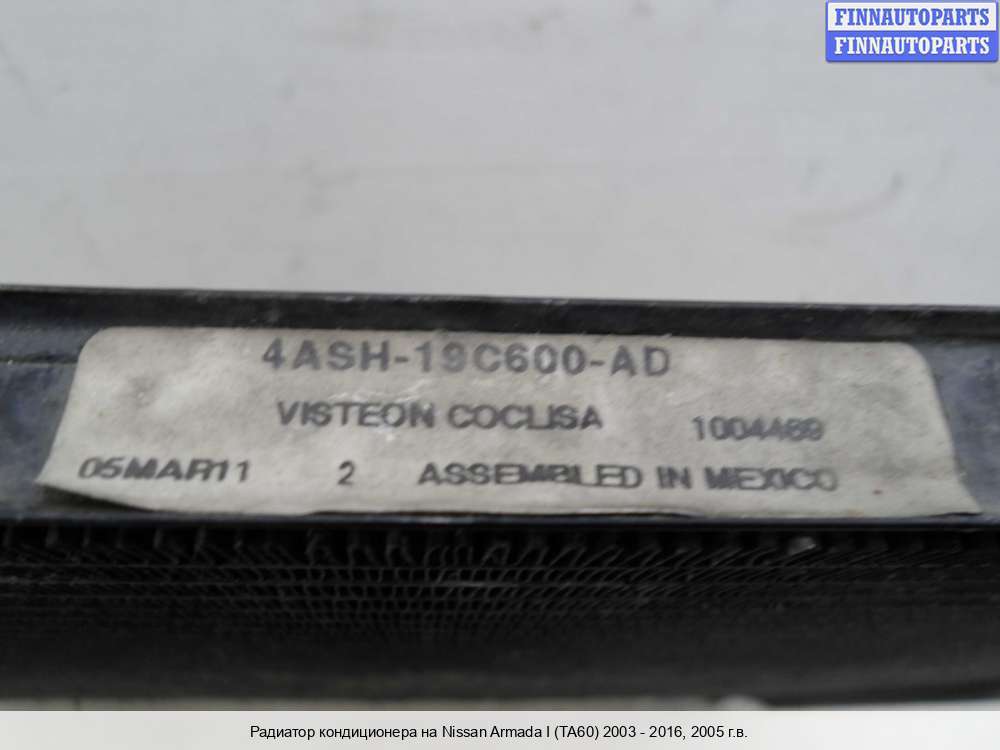 FINNAUTOPARTS
FINNAUTOPARTS
4ASH-19C600-AD
VISTEON COCLISA 1004469
05MAR11 2 ASSEMBLED IN MEXICO
Радиатор кондиционера на Nissan Armada I (TA60) 2003 - 2016, 2005 г.в.